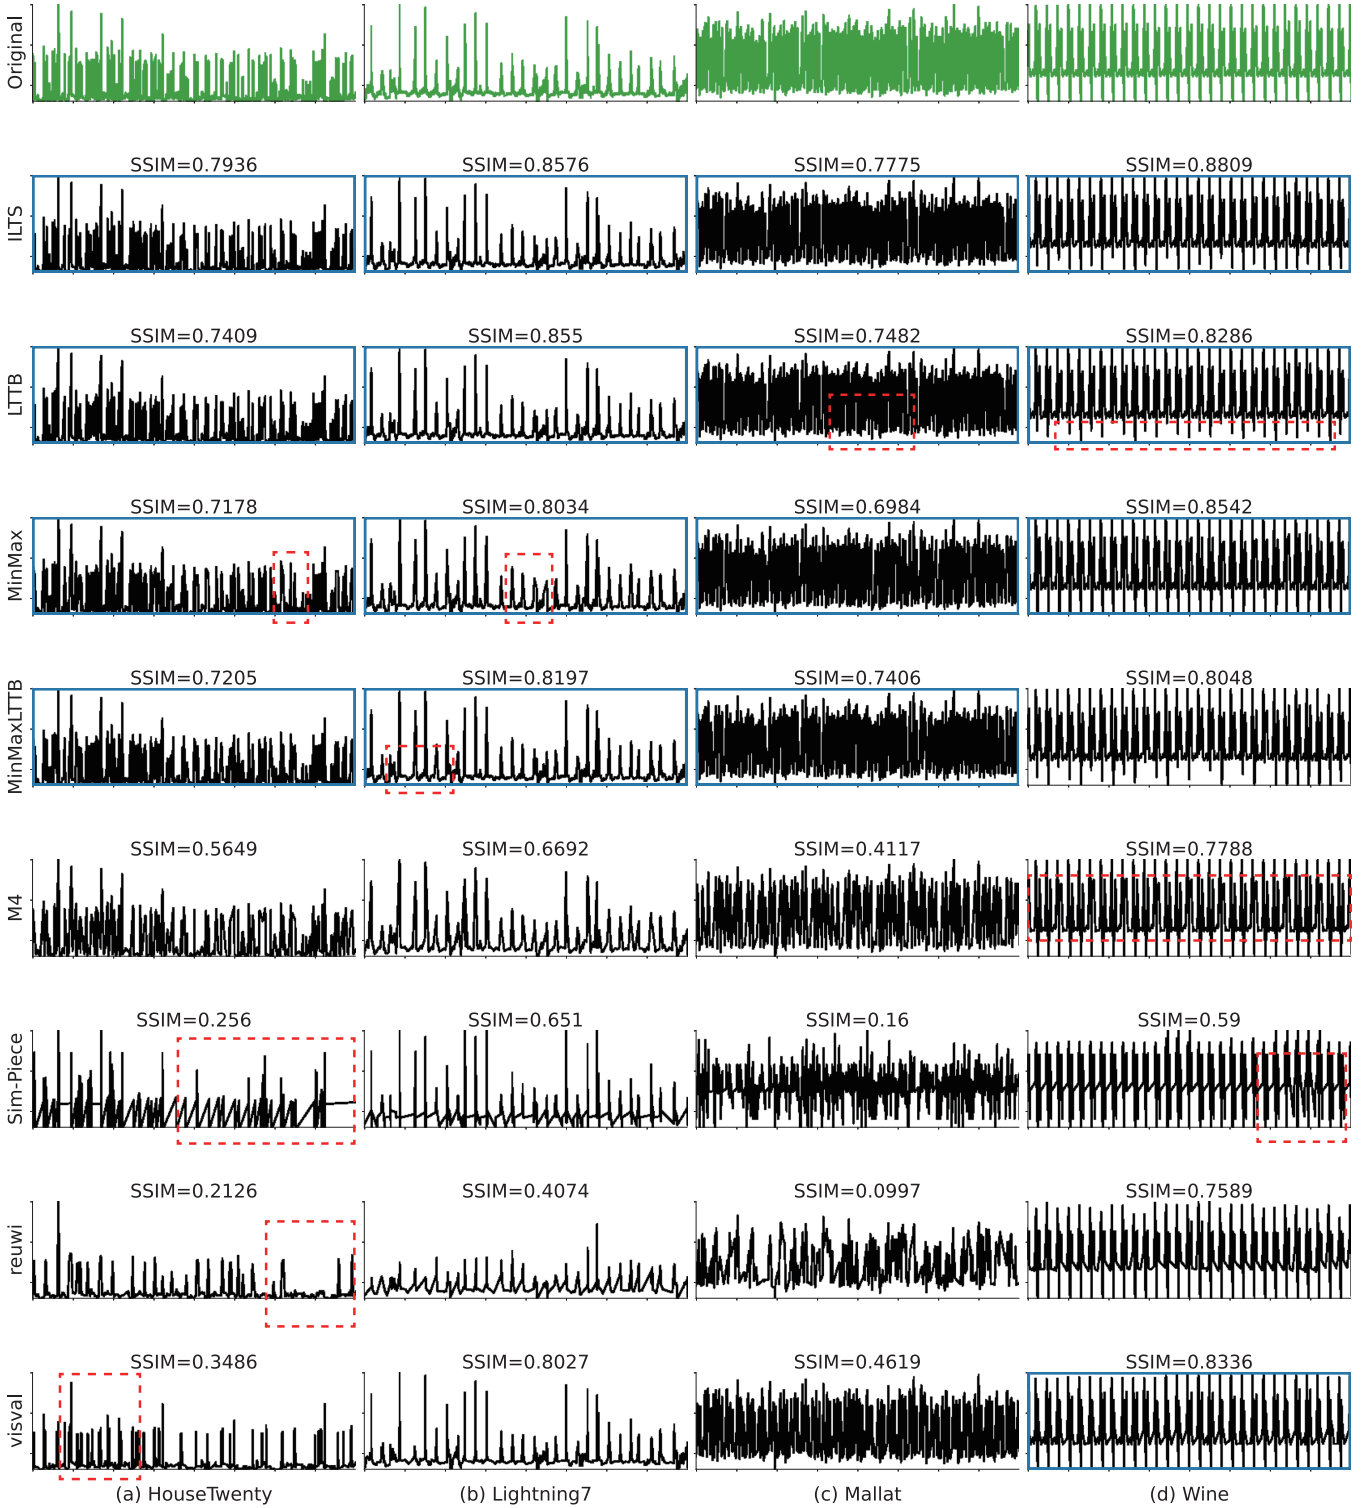 Original
SSIM=0.7936 SSIM=0.8576 SSIM=0.7775 SSIM=0.8809
ILTS
SSIM=0.7409 SSIM=0.855 SSIM=0.7482 SSIM=0.8286
LTTB
SSIM=0.7178 SSIM=0.8034 SSIM=0.6984 SSIM=0.8542
MinMax
SSIM=0.7205 SSIM=0.8197 SSIM=0.7406 SSIM=0.8048
MinMaxLTTB
SSIM=0.5649 SSIM=0.6692 SSIM=0.4117 SSIM=0.7788
M4
SSIM=0.256 SSIM=0.651 SSIM=0.16 SSIM=0.59
Sim-Piece
SSIM=0.2126 SSIM=0.4074 SSIM=0.0997 SSIM=0.7589
reuwi
SSIM=0.3486 SSIM=0.8027 SSIM=0.4619 SSIM=0.8336
visval
(a) HouseTwenty (b) Lightning7 (c) Mallat (d) Wine